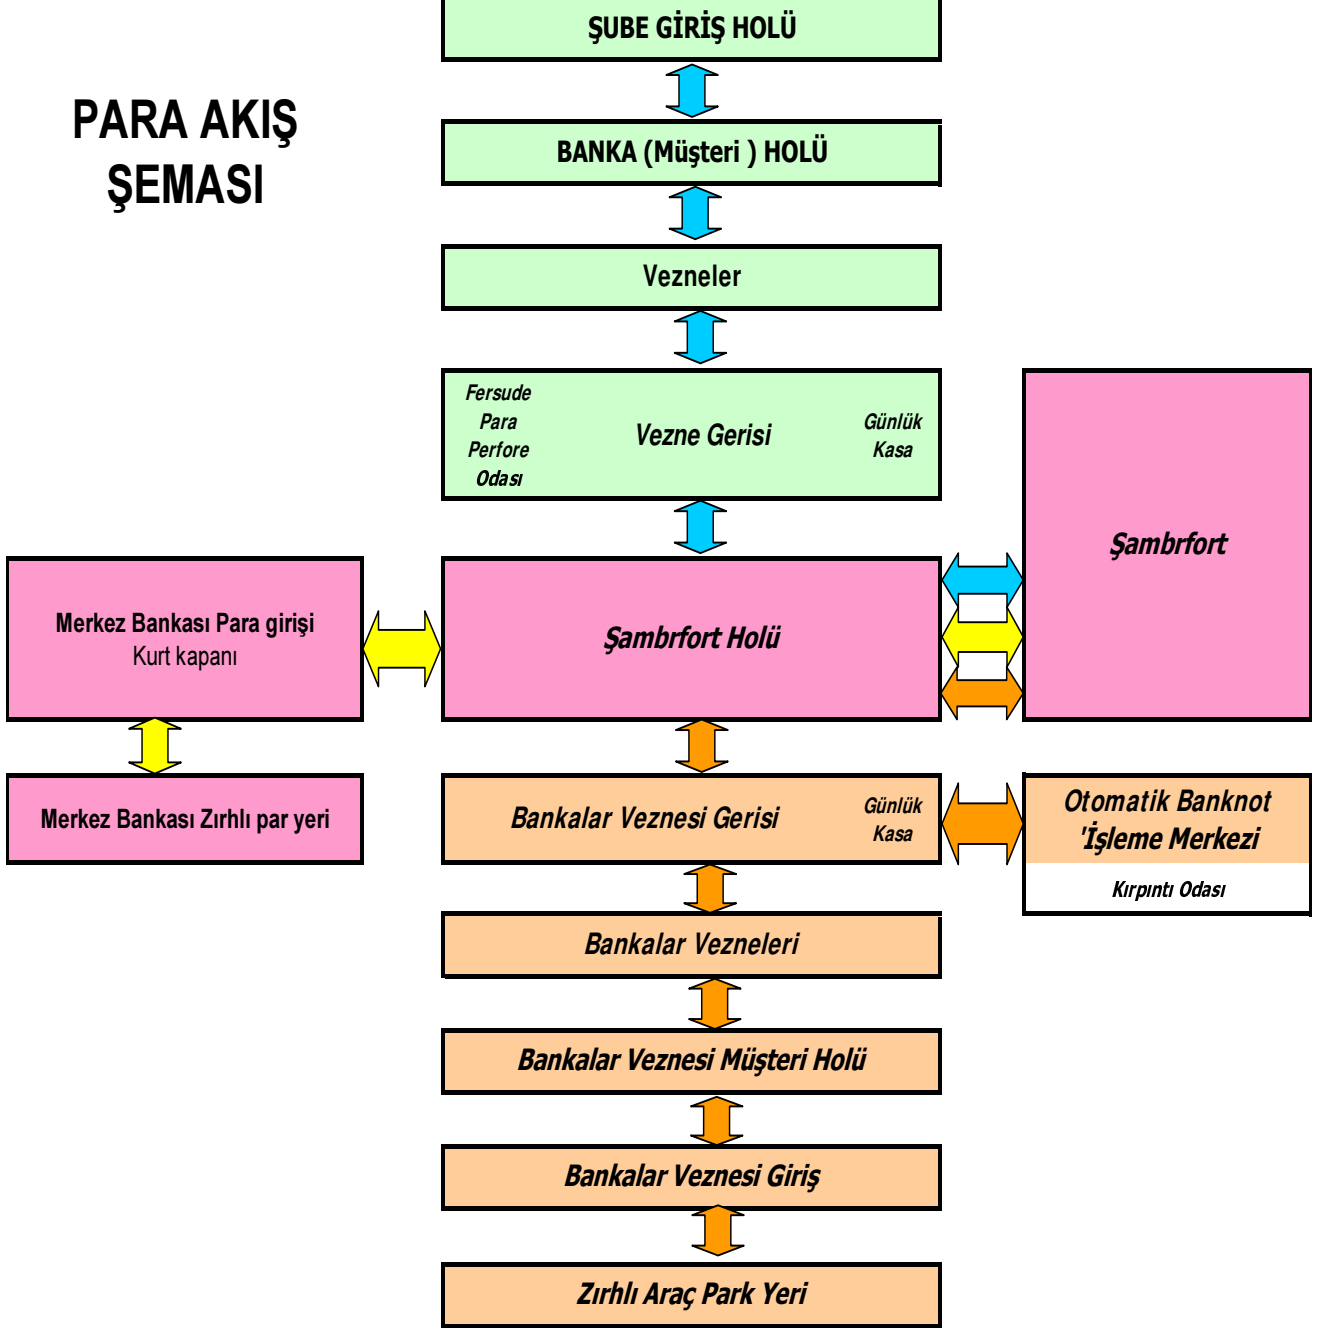 ŞUBE GİRİŞ HOLÜ
PARA AKIŞ
ŞEMASI
BANKA (Müşteri ) HOLÜ
Vezneler
Fersude
Para
Perfore
Odası
Vezne Gerisi
Günlük
Kasa
Şambrfort
Merkez Bankası Para girişi
Kurt kapanı
Şambrfort Holü
Merkez Bankası Zırhlı par yeri
Bankalar Veznesi Gerisi
Günlük
Kasa
Otomatik Banknot
'İşleme Merkezi
Kırpıntı Odası
Bankalar Vezneleri
Bankalar Veznesi Müşteri Holü
Bankalar Veznesi Giriş
Zırhlı Araç Park Yeri